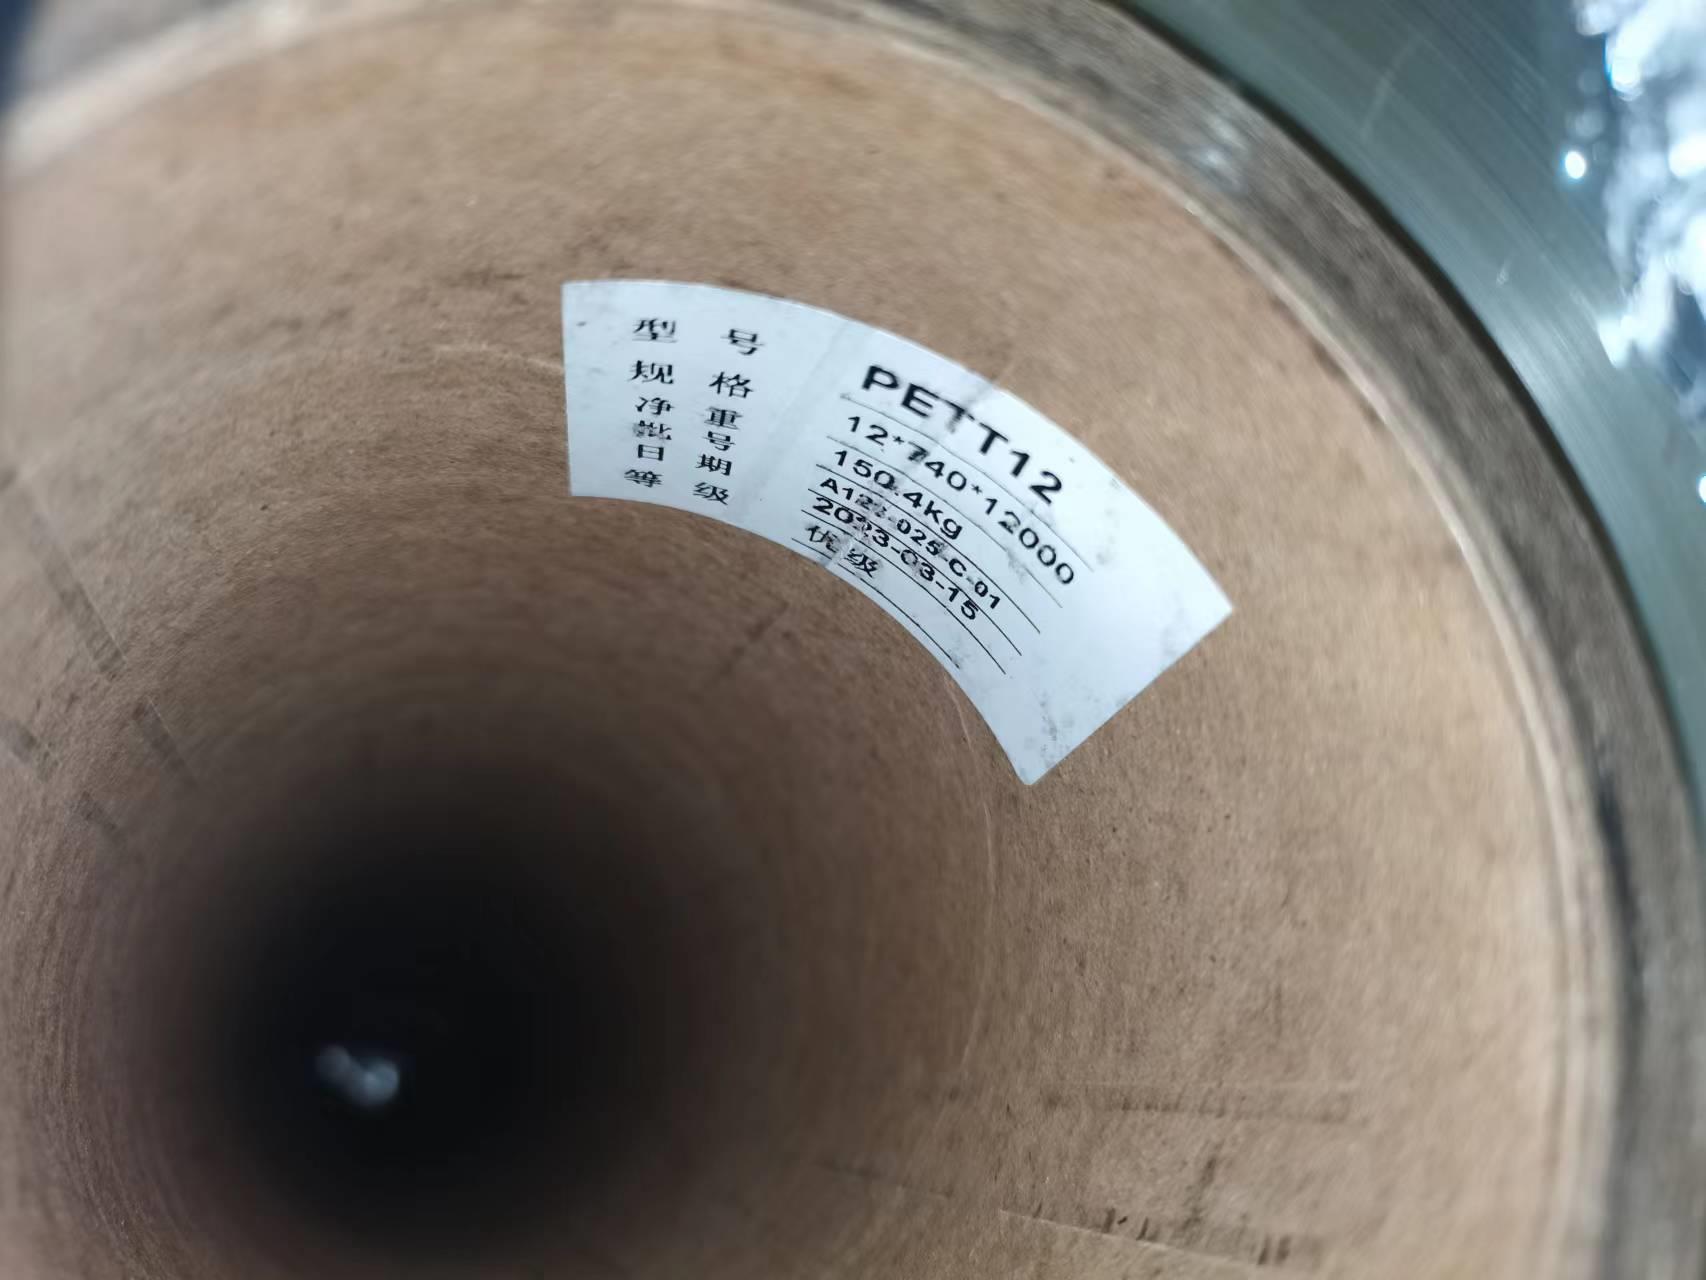 型 号 PETT12
规 格 12*740*12000
净 重 150.4kg
批 号
日 期 2023-03-15
等 级 优级